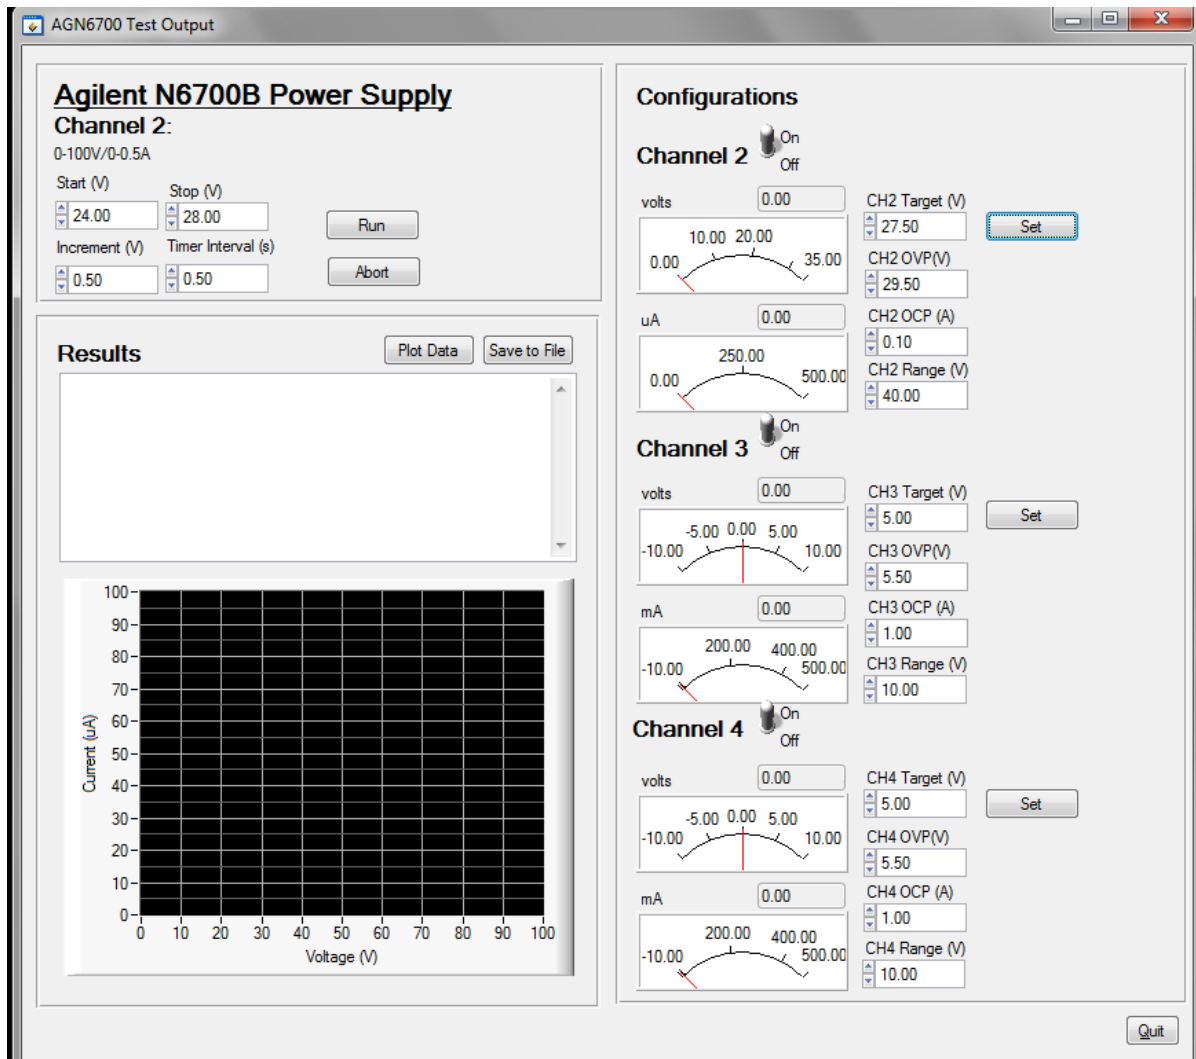 AGN6700 Test Output
Agilent N6700B Power Supply
Channel 2:
0-100V/0-0.5A
Start (V)
Stop (V)
24.00
28.00
Run
Increment (V)
Timer Interval (s)
0.50
0.50
Abort
Results
Plot Data
Save to File
100
90
80
70
60
50
40
30
20
10
0
Current (uA)
0 10 20 30 40 50 60 70 80 90 100
Voltage (V)
Configurations
Channel 2
On
Off
volts
0.00
0.00 10.00 20.00 35.00
CH2 Target (V)
27.50
Set
CH2 OVP(V)
29.50
uA
0.00
0.00 250.00 500.00
CH2 OCP (A)
0.10
CH2 Range (V)
40.00
Channel 3
On
Off
volts
0.00
-10.00 -5.00 0.00 5.00 10.00
CH3 Target (V)
5.00
Set
CH3 OVP(V)
5.50
mA
0.00
-10.00 200.00 400.00 500.00
CH3 OCP (A)
1.00
CH3 Range (V)
10.00
Channel 4
On
Off
volts
0.00
-10.00 -5.00 0.00 5.00 10.00
CH4 Target (V)
5.00
Set
CH4 OVP(V)
5.50
mA
0.00
-10.00 200.00 400.00 500.00
CH4 OCP (A)
1.00
CH4 Range (V)
10.00
Quit